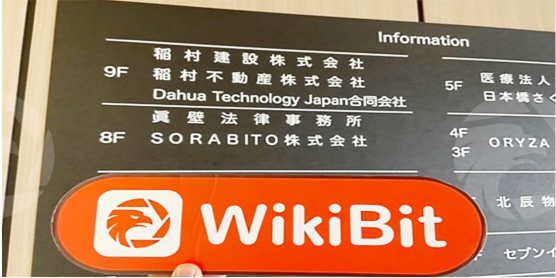 Information
9F
稲村建設株式会社
稲村不動産株式会社
Dahua Technology Japan合同会社
8F
眞壁法律事務所
SORABITO株式会社
5F
医療法人
日本橋さく
4F
3F
ORYZA
北辰物
F
セブンイ
WikiBit